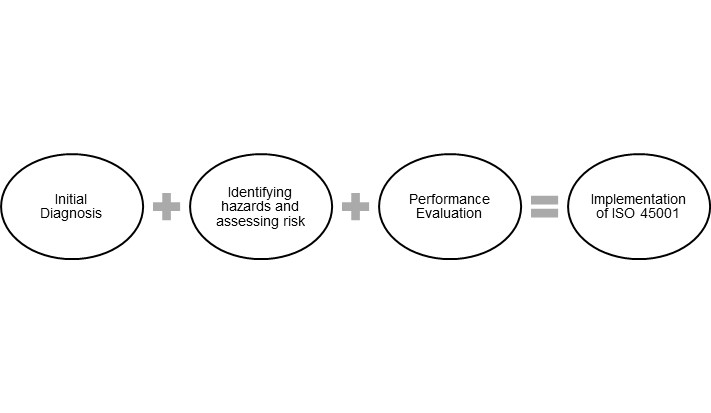 Initial
Diagnosis
Identifying
hazards and
assessing risk
Performance
Evaluation
Implementation
of ISO 45001